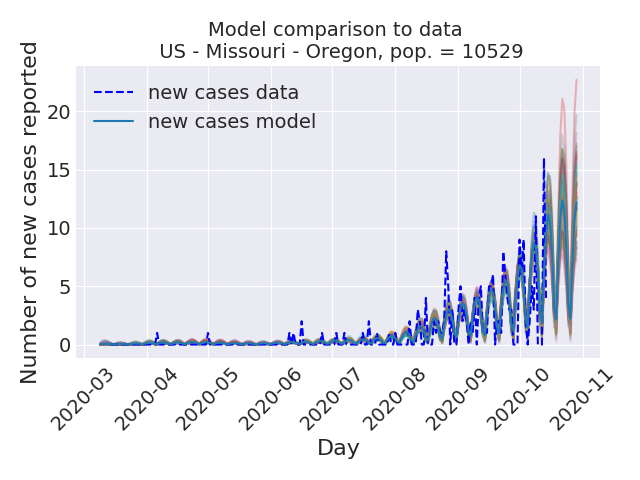 Model comparison to data
US - Missouri - Oregon, pop. = 10529
Number of new cases reported
new cases data
new cases model
20
15
10
5
0
2020-03
2020-04
2020-05
2020-06
2020-07
2020-08
2020-09
2020-10
2020-11
Day